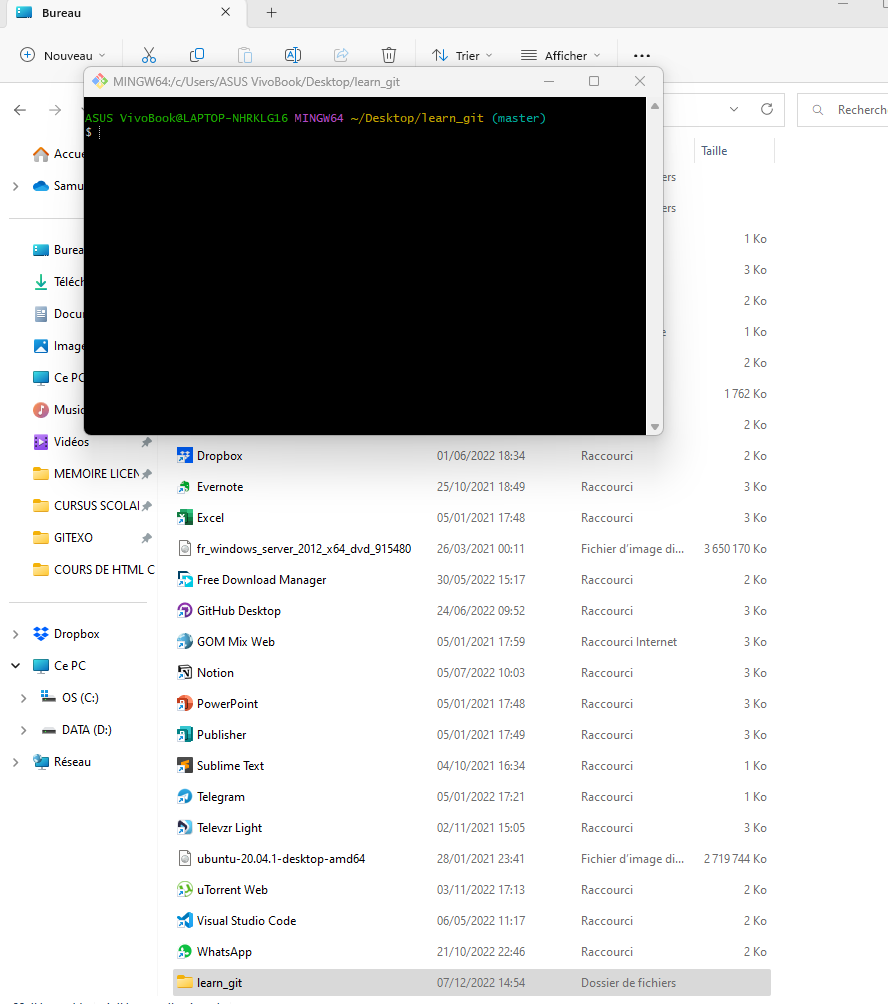 Bureau
Nouveau
Trier
Afficher
MINGW64:/c/Users/ASUS VivoBook/Desktop/learn_git
ASUS VivoBook@LAPTOP-NHRKLG16 MINGW64 ~/Desktop/learn_git (master)
$
Recherch
Taille
Accue
Samu
Burea
Téléch
Docu
Image
Ce PC
Music
Vidéos
MEMOIRE LICEN
CURSUS SCOLAI
GITEXO
COURS DE HTML C
Dropbox
Ce PC
OS (C:)
DATA (D:)
Réseau
ers
ers
1 Ko
3 Ko
2 Ko
1 Ko
2 Ko
1 762 Ko
2 Ko
Dropbox 01/06/2022 18:34 Raccourci 2 Ko
Evernote 25/10/2021 18:49 Raccourci 3 Ko
Excel 05/01/2021 17:48 Raccourci 3 Ko
fr_windows_server_2012_x64_dvd_915480 26/03/2021 00:11 Fichier d'image di... 3 650 170 Ko
Free Download Manager 30/05/2022 15:17 Raccourci 2 Ko
GitHub Desktop 24/06/2022 09:52 Raccourci 3 Ko
GOM Mix Web 05/01/2021 17:59 Raccourci Internet 3 Ko
Notion 05/07/2022 10:03 Raccourci 3 Ko
PowerPoint 05/01/2021 17:48 Raccourci 3 Ko
Publisher 05/01/2021 17:49 Raccourci 3 Ko
Sublime Text 04/10/2021 16:34 Raccourci 1 Ko
Telegram 05/01/2022 17:21 Raccourci 1 Ko
Televzr Light 02/11/2021 15:05 Raccourci 3 Ko
ubuntu-20.04.1-desktop-amd64 28/01/2021 23:41 Fichier d'image di... 2 719 744 Ko
uTorrent Web 03/11/2022 17:13 Raccourci 2 Ko
Visual Studio Code 06/05/2022 11:17 Raccourci 2 Ko
WhatsApp 21/10/2022 22:46 Raccourci 2 Ko
learn_git 07/12/2022 14:54 Dossier de fichiers